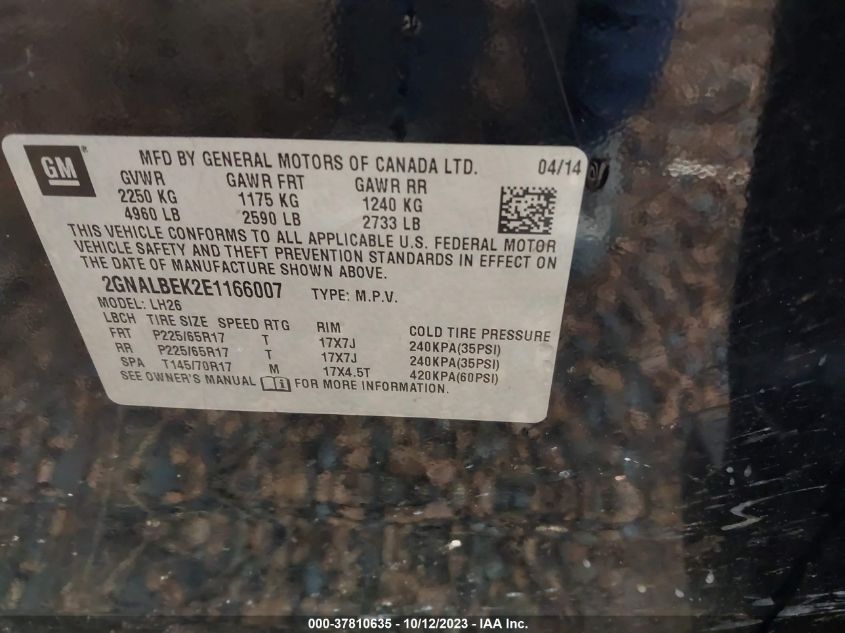 GM ®
MFD BY GENERAL MOTORS OF CANADA LTD. 04/14
GVWR GAWR FRT GAWR RR
2250 KG 1175 KG 1240 KG
4960 LB 2590 LB 2733 LB
THIS VEHICLE CONFORMS TO ALL APPLICABLE U.S. FEDERAL MOTOR
VEHICLE SAFETY AND THEFT PREVENTION STANDARDS IN EFFECT ON
THE DATE OF MANUFACTURE SHOWN ABOVE.
2GNALBEK2E1166007 TYPE: M.P.V.
MODEL: LH26
LBCH TIRE SIZE SPEED RTG RIM COLD TIRE PRESSURE
FRT P225/65R17 T 17X7J 240KPA(35PSI)
RR P225/65R17 T 17X7J 240KPA(35PSI)
SPA T145/70R17 M 17X4.5T 420KPA(60PSI)
SEE OWNER'S MANUAL FOR MORE INFORMATION.
000-37810635 - 10/12/2023 - IAA Inc.